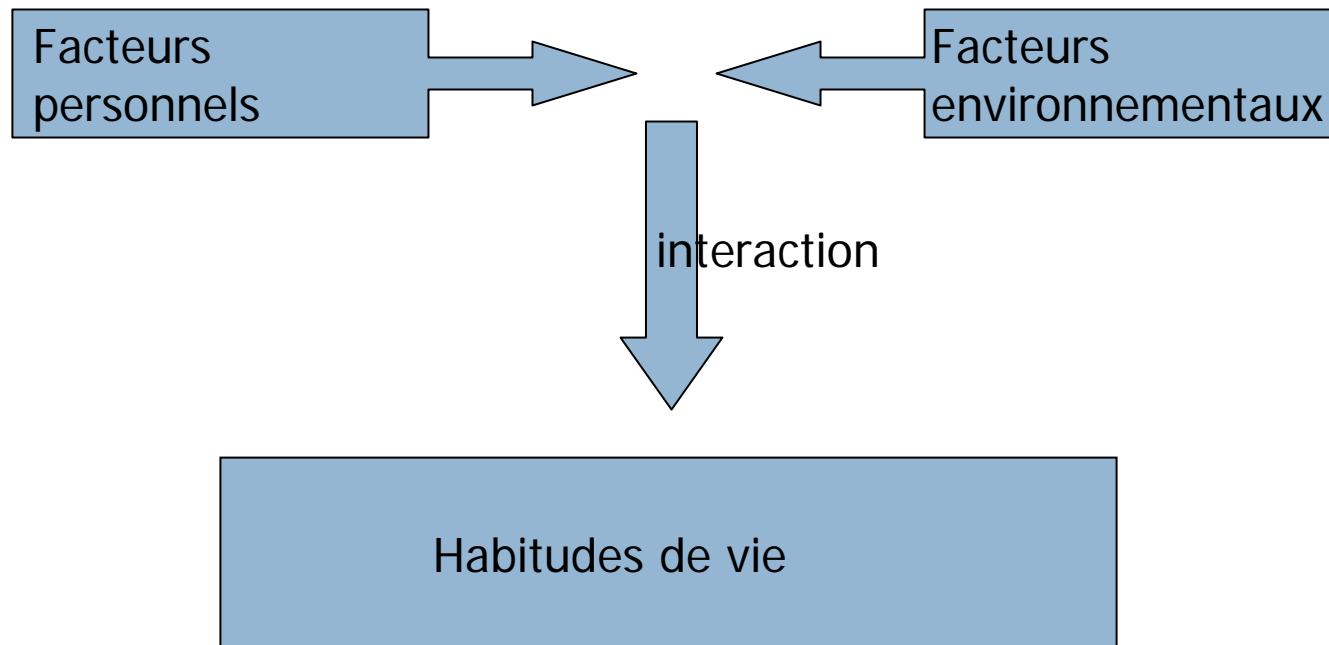 Facteurs
personnels
Facteurs
environnementaux
interaction
Habitudes de vie